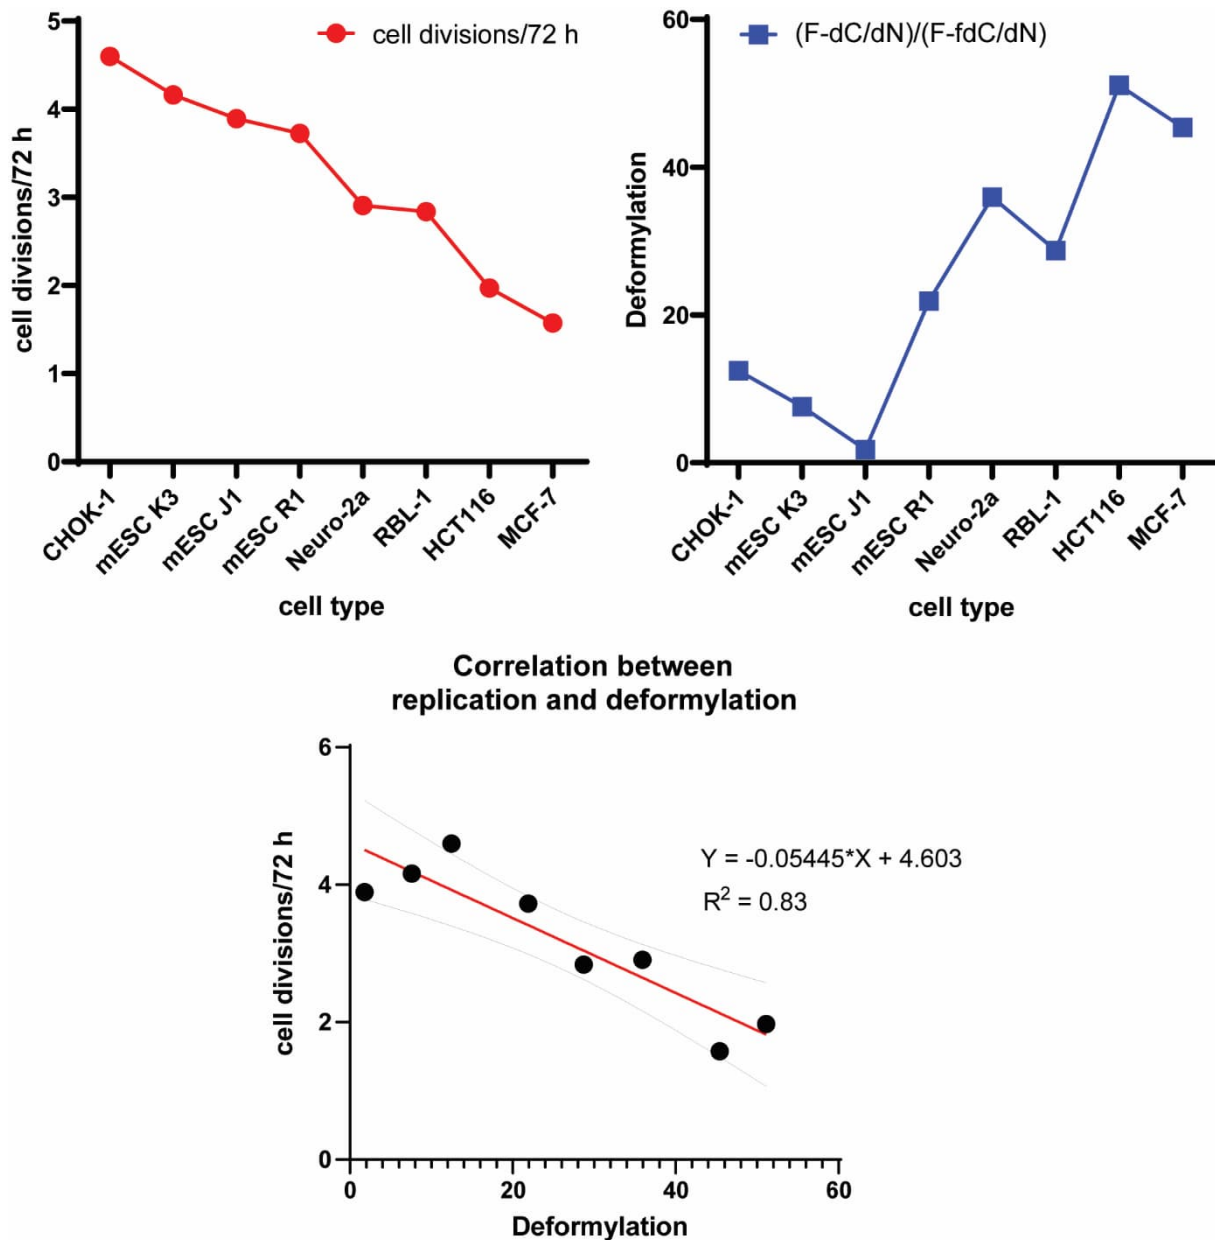 cell divisions/72 h
5
4
3
2
1
0
cell divisions/72 h
CHOK-1
mESC K3
mESC J1
mESC R1
Neuro-2a
RBL-1
HCT116
MCF-7
cell type
(F-dC/dN)/(F-fdC/dN)
60
40
20
0
Deformylation
CHOK-1
mESC K3
mESC J1
mESC R1
Neuro-2a
RBL-1
HCT116
MCF-7
cell type
Correlation between
replication and deformylation
6
4
2
0
cell divisions/72 h
Y = -0.05445*X + 4.603
R² = 0.83
0
20
40
60
Deformylation